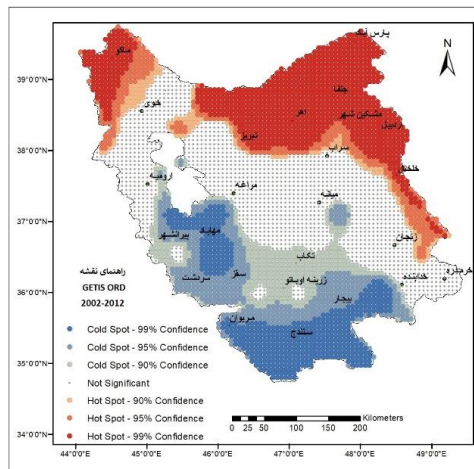 پارس آباد
N
ماکو
39°0'0"N
جلفا
خوی
اهر
مشکین شهر
اردبیل
تبریز
38°0'0"N
سراب
خلخال
ارومیه
مراغه
میانه
37°0'0"N
مهاباد
پیرانشهر
زنجان
راهنمای نقشه
تکاب
سقز
خرمدره
GETIS ORD
سردشت
زرینه اوباتو
خدابنده
36°0'0"N
2002-2012
بیجار
مریوان
Cold Spot - 99% Confidence
سنندج
Cold Spot - 95% Confidence
35°0'0"N
Cold Spot - 90% Confidence
Not Significant
Hot Spot - 90% Confidence
Hot Spot - 95% Confidence
Kilometers
34°0'0"N
Hot Spot - 99% Confidence
0 25 50 100 150 200
44°0'0"E 45°0'0"E 46°0'0"E 47°0'0"E 48°0'0"E 49°0'0"E